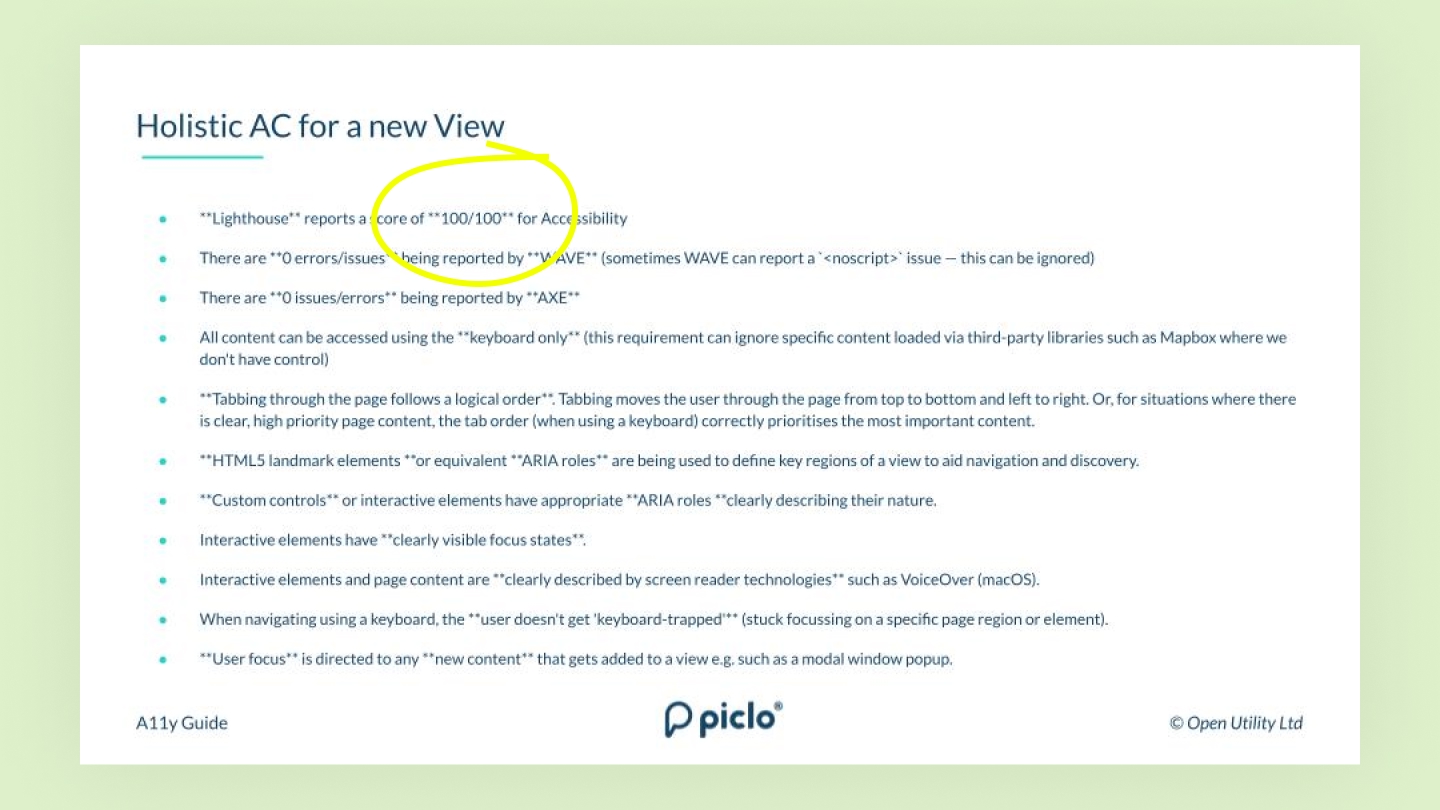 Holistic AC for a new View
**Lighthouse** reports a score of **100/100** for Accessibility
There are **0 errors/issues** being reported by **WAVE** (sometimes WAVE can report a `<noscript>` issue — this can be ignored)
There are **0 issues/errors** being reported by **AXE**
All content can be accessed using the **keyboard only** (this requirement can ignore specific content loaded via third-party libraries such as Mapbox where we
don't have control)
**Tabbing through the page follows a logical order**. Tabbing moves the user through the page from top to bottom and left to right. Or, for situations where there
is clear, high priority page content, the tab order (when using a keyboard) correctly prioritises the most important content.
**HTML5 landmark elements **or equivalent **ARIA roles** are being used to define key regions of a view to aid navigation and discovery.
**Custom controls** or interactive elements have appropriate **ARIA roles **clearly describing their nature.
Interactive elements have **clearly visible focus states**.
Interactive elements and page content are **clearly described by screen reader technologies** such as VoiceOver (macOS).
When navigating using a keyboard, the **user doesn't get 'keyboard-trapped'** (stuck focussing on a specific page region or element).
**User focus** is directed to any **new content** that gets added to a view e.g. such as a modal window popup.
A11y Guide
piclo®
© Open Utility Ltd